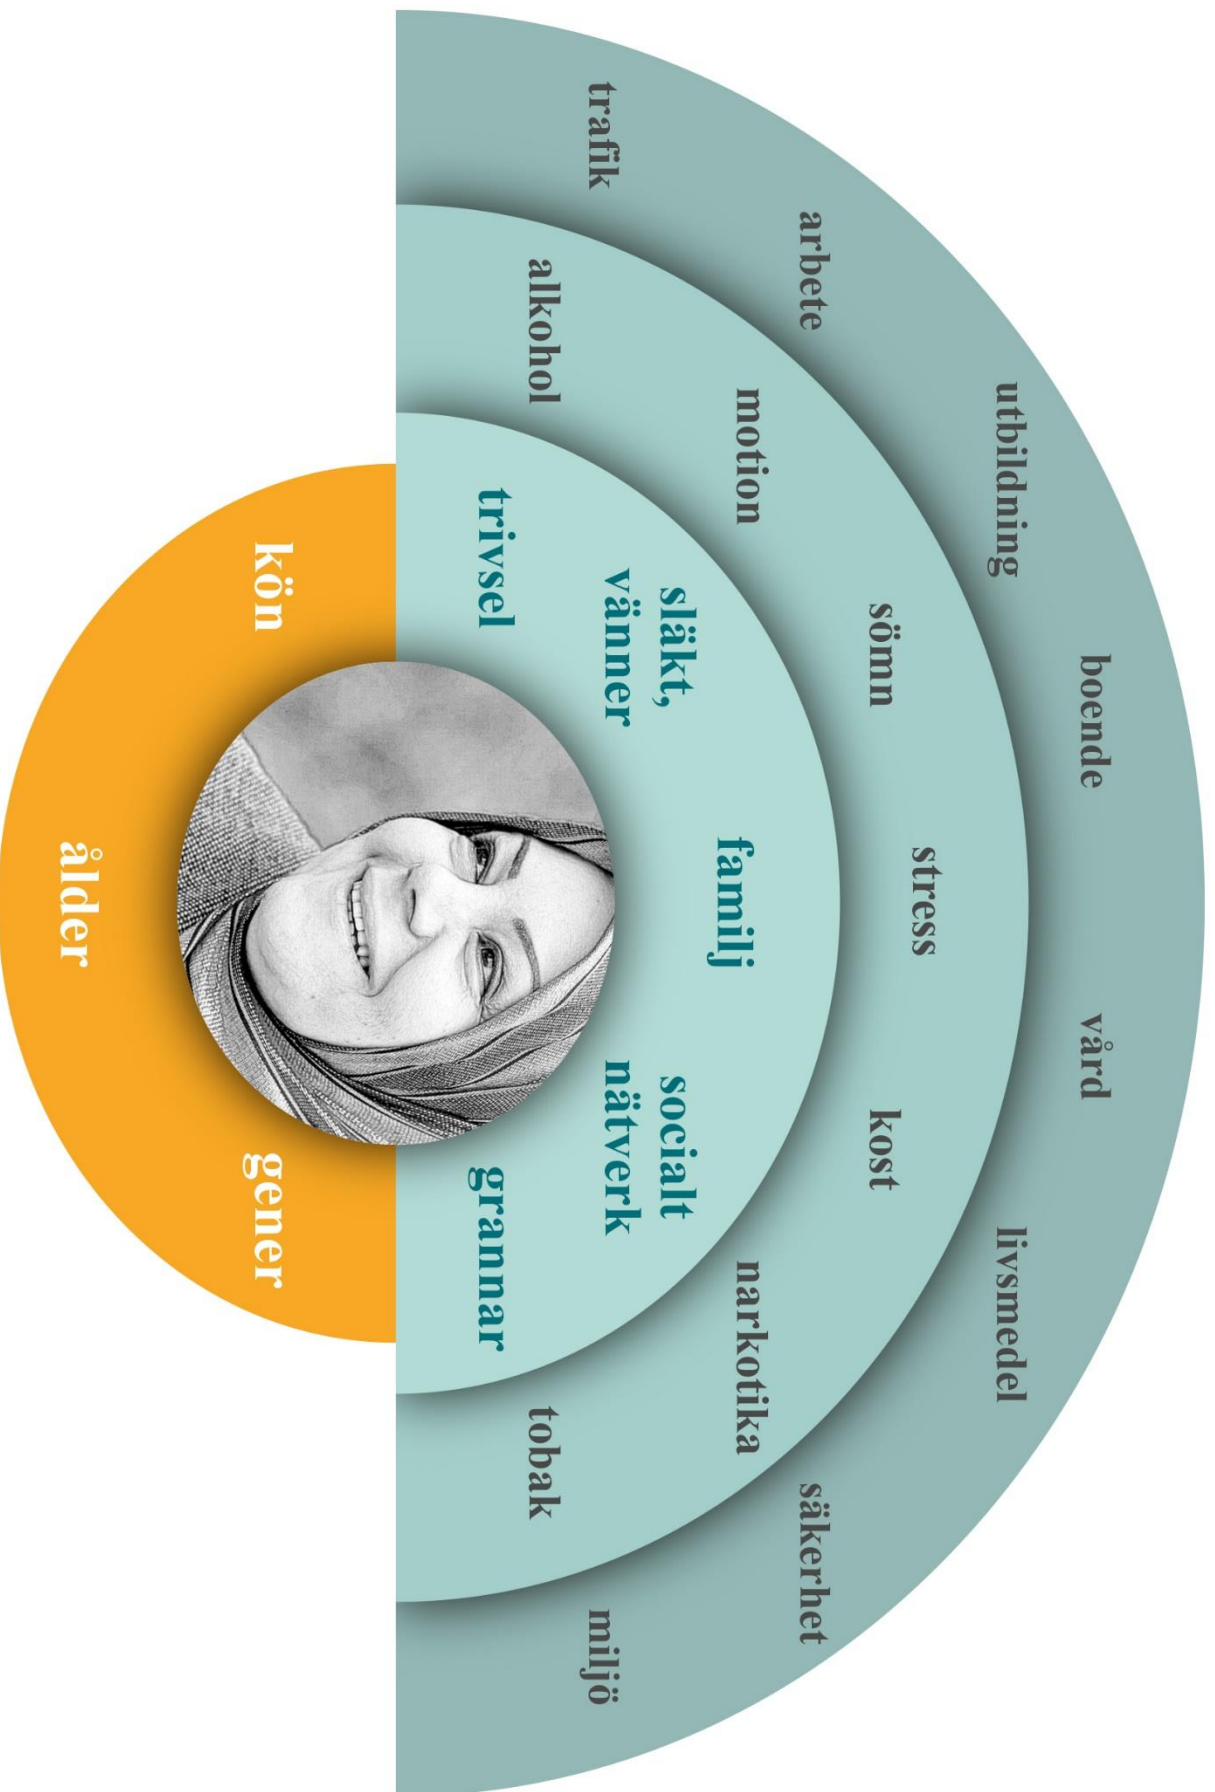 boende
vård
utbildning
livsmedel
arbete
säkerhet
trafik
miljö
stress
sömn
kost
motion
narkotika
alkohol
tobak
familj
släkt,
vänner
socialt
nätverk
trivsel
grannar
kön
gener
ålder